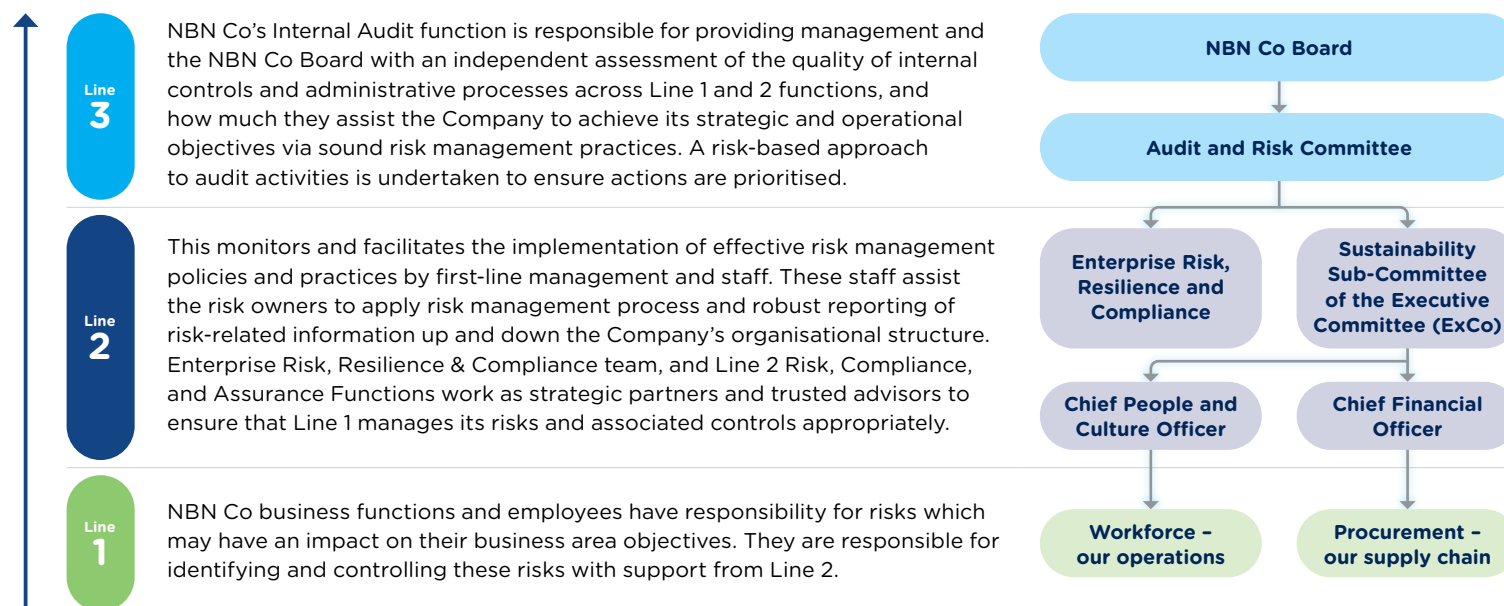 Line
3
NBN Co's Internal Audit function is responsible for providing management and
the NBN Co Board with an independent assessment of the quality of internal
controls and administrative processes across Line 1 and 2 functions, and
how much they assist the Company to achieve its strategic and operational
objectives via sound risk management practices. A risk-based approach
to audit activities is undertaken to ensure actions are prioritised.
NBN Co Board
Audit and Risk Committee
Line
2
This monitors and facilitates the implementation of effective risk management
policies and practices by first-line management and staff. These staff assist
the risk owners to apply risk management process and robust reporting of
risk-related information up and down the Company's organisational structure.
Enterprise Risk, Resilience & Compliance team, and Line 2 Risk, Compliance,
and Assurance Functions work as strategic partners and trusted advisors to
ensure that Line 1 manages its risks and associated controls appropriately.
Enterprise Risk,
Resilience and
Compliance
Sustainability
Sub-Committee
of the Executive
Committee (ExCo)
Chief People and
Culture Officer
Chief Financial
Officer
Line
1
NBN Co business functions and employees have responsibility for risks which
may have an impact on their business area objectives. They are responsible for
identifying and controlling these risks with support from Line 2.
Workforce –
our operations
Procurement –
our supply chain